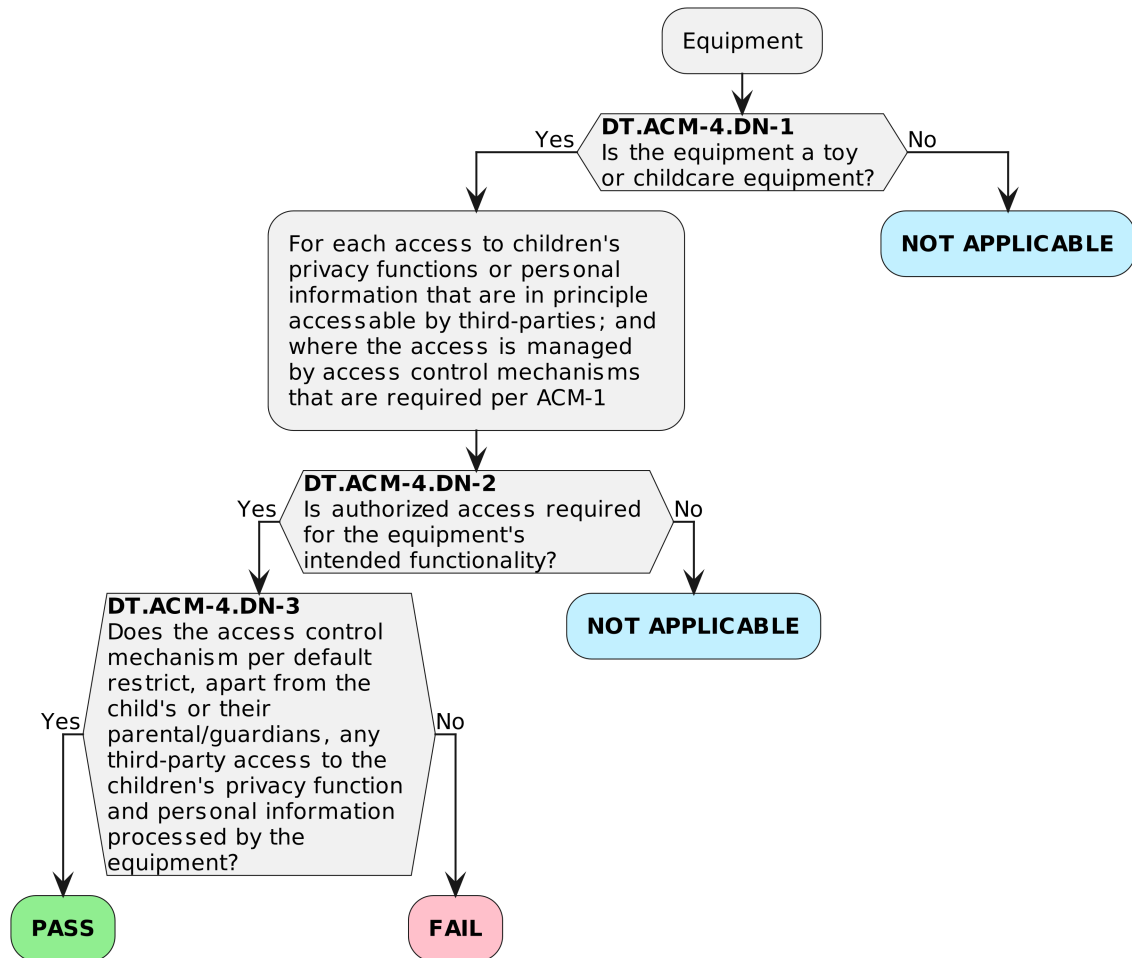 Equipment
DT.ACM-4.DN-1
Is the equipment a toy
or childcare equipment?
Yes
No
NOT APPLICABLE
For each access to children's
privacy functions or personal
information that are in principle
accessable by third-parties; and
where the access is managed
by access control mechanisms
that are required per ACM-1
DT.ACM-4.DN-2
Is authorized access required
for the equipment's
intended functionality?
Yes
No
NOT APPLICABLE
DT.ACM-4.DN-3
Does the access control
mechanism per default
restrict, apart from the
child's or their
parental/guardians, any
third-party access to the
children's privacy function
and personal information
processed by the
equipment?
Yes
No
PASS
FAIL